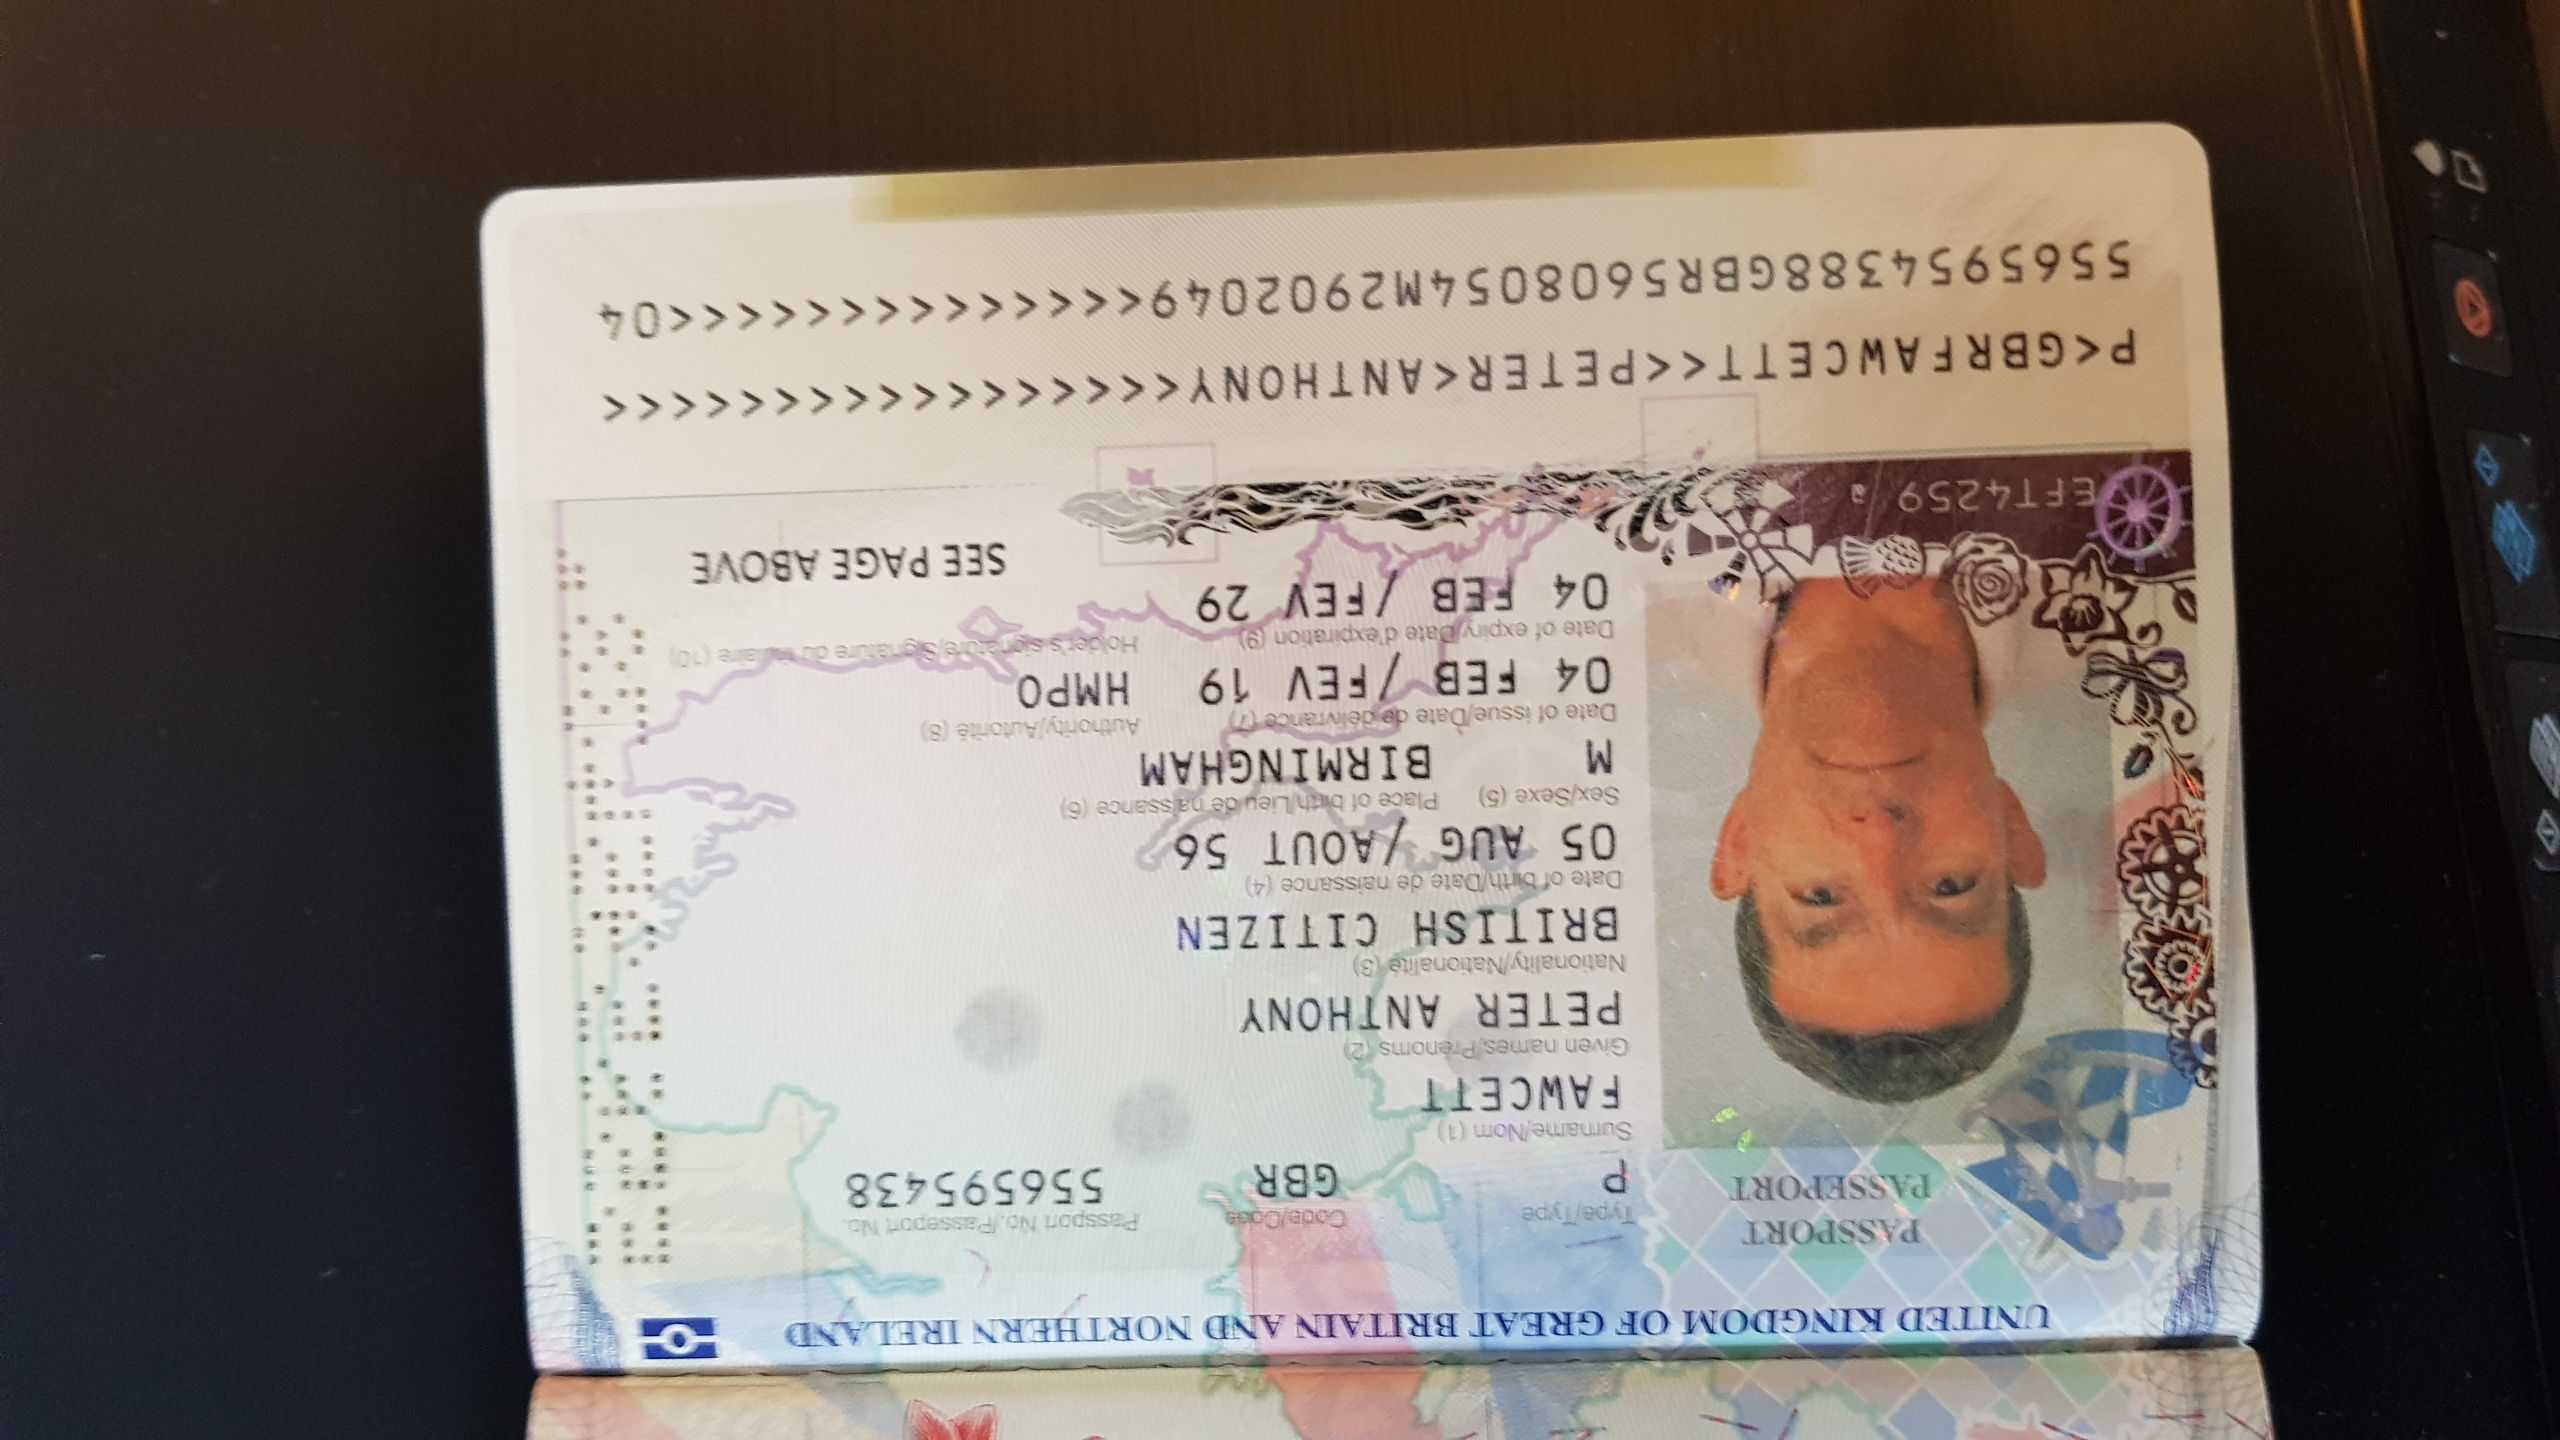 UNITED KINGDOM OF GREAT BRITAIN AND NORTHERN IRELAND
PASSPORT
PASSEPORT
Type/Type Code/Code Passport No./Passeport No.
P GBR 556595438
Surname/Nom (1)
FAWCETT
Given names/Prénoms (2)
PETER ANTHONY
Nationality/Nationalité (3)
BRITISH CITIZEN
Date of birth/Date de naissance (4)
05 AUG /AOUT 56
Sex/Sexe (5) Place of birth/Lieu de naissance (6)
M BIRMINGHAM
Date of issue/Date de délivrance (7) Authority/Autorité (8)
04 FEB /FEV 19 HMPO
Date of expiry/Date d'expiration (9) Holder's signature/Signature du titulaire (10)
04 FEB /FEV 29
SEE PAGE ABOVE
EFT4259
P<GBRFAWCETT<<PETER<ANTHONY<<<<<<<<<<<<<<<<<
5565954388GBR5608054M2902049<<<<<<<<<<<<<<04